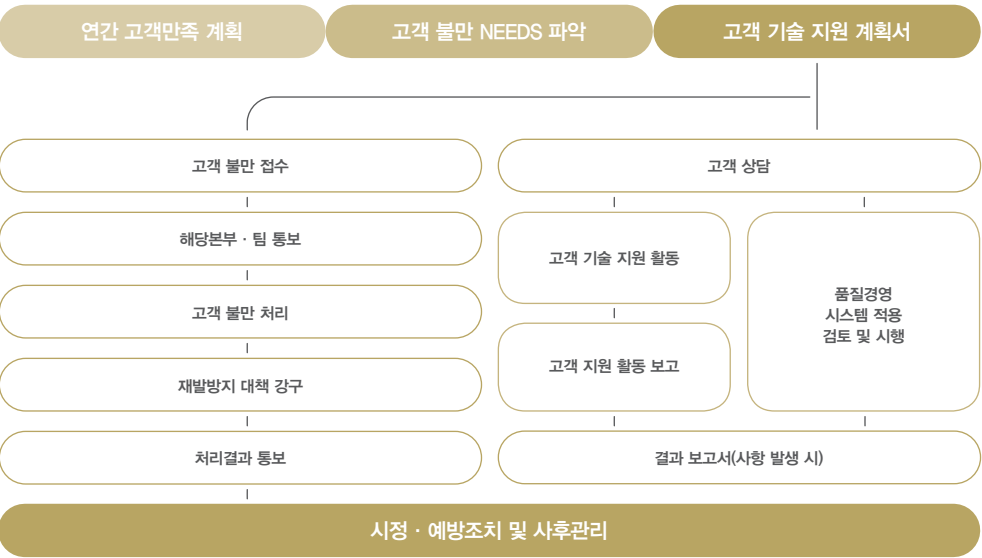 연간 고객만족 계획
고객 불만 NEEDS 파악
고객 기술 지원 계획서
고객 불만 접수
해당본부 · 팀 통보
고객 불만 처리
재발방지 대책 강구
처리결과 통보
고객 상담
고객 기술 지원 활동
고객 지원 활동 보고
품질경영
시스템 적용
검토 및 시행
결과 보고서(사항 발생 시)
시정 · 예방조치 및 사후관리